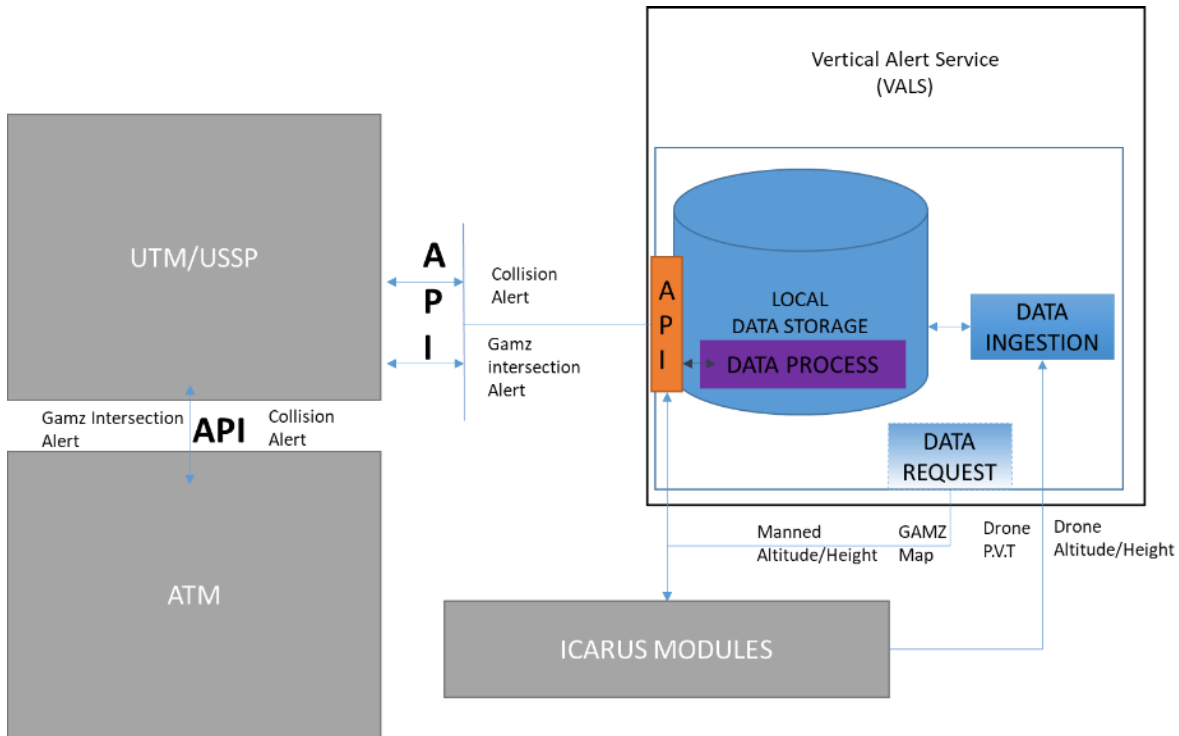 Vertical Alert Service
(VALS)
UTM/USSP
A
P
I
Collision
Alert
Gamz
intersection
Alert
A
P
I
LOCAL
DATA STORAGE
DATA PROCESS
DATA
INGESTION
DATA
REQUEST
Gamz Intersection
Alert
API
Collision
Alert
Manned
Altitude/Height
GAMZ
Map
Drone
P.V.T
Drone
Altitude/Height
ATM
ICARUS MODULES